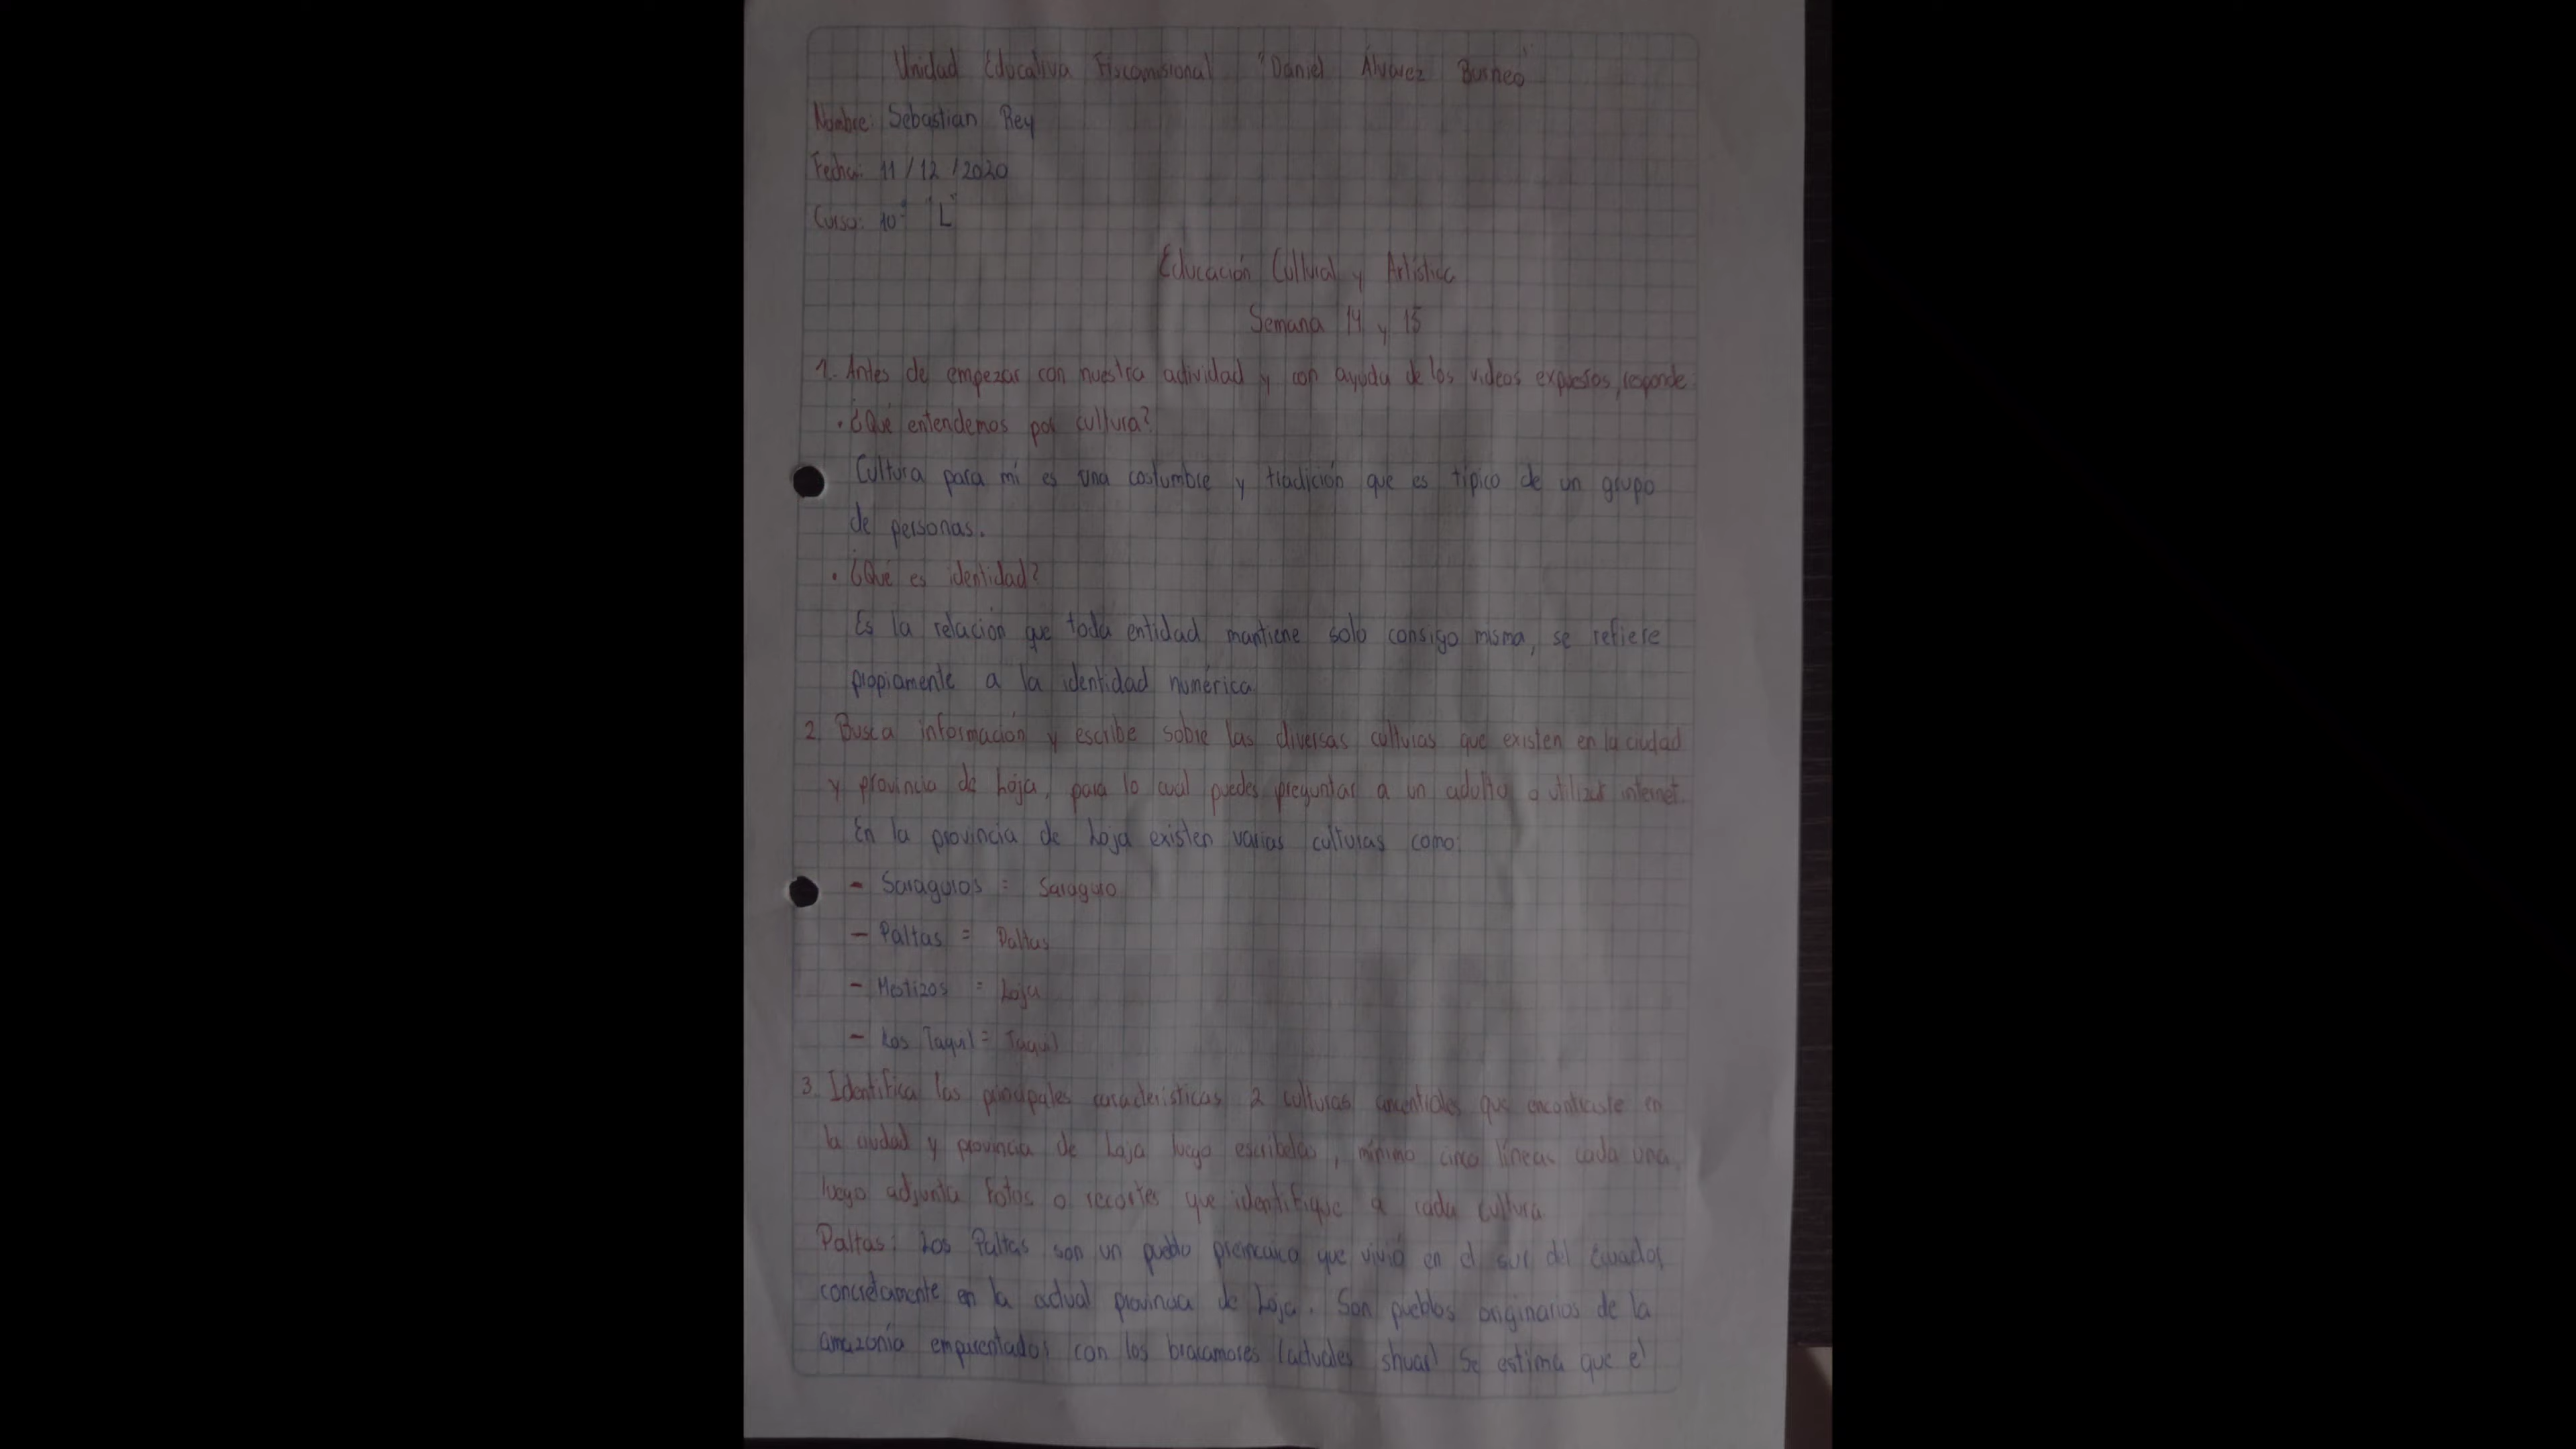 Unidad Educativa Fiscomisional "Daniel Álvarez Burneo"
Nombre: Sebastian Rey
Fecha: 11/12/2020
Curso: 10º "L"
Educación Cultural y Artística
Semana 14 y 15
1. Antes de empezar con nuestra actividad y con ayuda de los videos expuestos, responde
• ¿Qué entendemos por cultura?
Cultura para mí es una costumbre y tradición que es típico de un grupo
de personas.
• ¿Qué es identidad?
Es la relación que toda entidad mantiene solo consigo misma, se refiere
propiamente a la identidad numérica
2. Busca información y escribe sobre las diversas culturas que existen en la ciudad
y provincia de Loja, para lo cual puedes preguntar a un adulto o utilizar internet.
En la provincia de Loja existen varias culturas como:
- Saraguros = Saraguro
- Paltas = Paltas
- Mestizos = Loja
- Los Taquil = Taquil
3. Identifica las principales características 2 culturas que encontraste en
la ciudad y provincia de Loja luego escribelas, mínimo cinco líneas cada una,
luego adjunta fotos o recortes que identifique a cada cultura
Paltas: Los Paltas son un pueblo preincaico que vivió en el sur del Ecuador,
concretamente en la actual provincia de Loja. Son pueblos originarios de la
amazonía emparentados con los bracamores (actuales shuar) Se estima que el